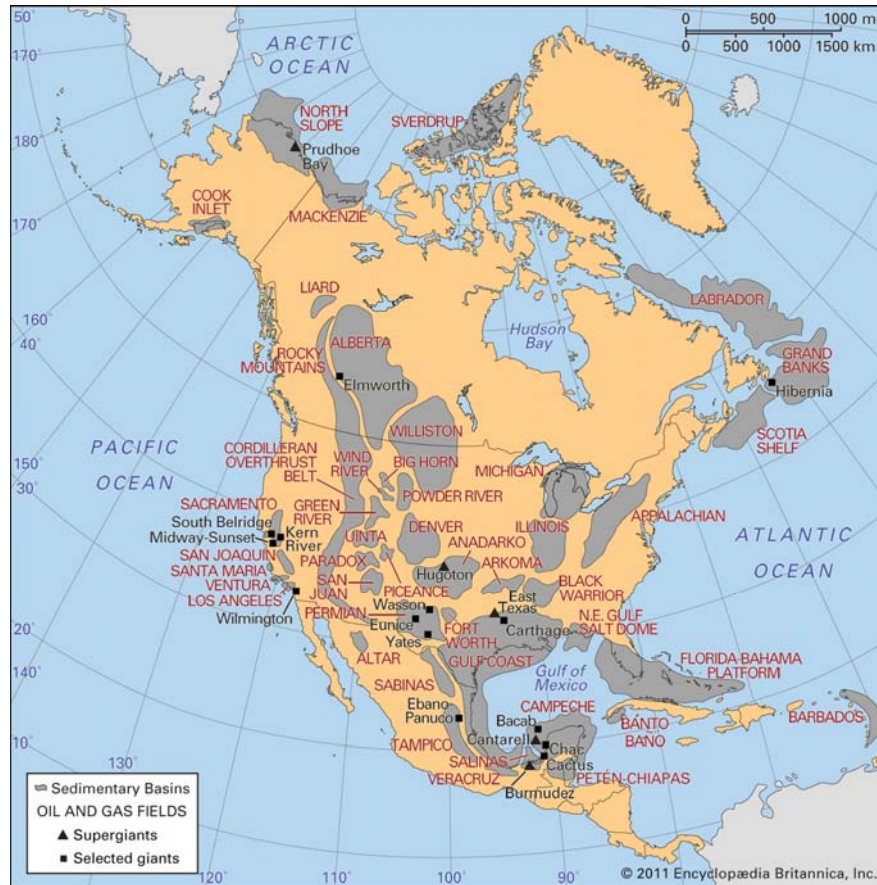 50°
170°
180°
170°
160°
40°
150°
30°
20°
140°
10°
130°
120°
110°
100°
90°
0 500 1000 mi
0 500 1000 1500 km
ARCTIC
OCEAN
NORTH
SLOPE
Prudhoe
Bay
SVERDRUP
COOK
INLET
MACKENZIE
LIARD
LABRADOR
Hudson
Bay
ROCKY
MOUNTAINS
ALBERTA
Elmworth
GRAND
BANKS
Hibernia
SCOTIA
SHELF
PACIFIC
OCEAN
WILLISTON
CORDILLERAN
OVERTHRUST
BELT
WIND
RIVER
BIG HORN
MICHIGAN
POWDER RIVER
SACRAMENTO
GREEN
RIVER
South Belridge
Midway-Sunset
Kern
River
DENVER
ILLINOIS
APPALACHIAN
ATLANTIC
OCEAN
UINTA
ANADARKO
SAN JOAQUIN
SANTA MARIA
VENTURA
LOS ANGELES
Wilmington
PARADOX
SAN
JUAN
PICEANCE
Hugoton
ARKOMA
BLACK
WARRIOR
PERMIAN
Wasson
Eunice
Yates
East
Texas
Carthage
FORT
WORTH
N.E. GULF
SALT DOME
ALTAR
GULF COAST
SABINAS
Gulf of
Mexico
FLORIDA-BAHAMA
PLATFORM
Ebano
Panuco
CAMPECHE
Bacab
Cantarell
Chac
Cactus
BANTO
BAÑO
BARBADOS
TAMPICO
SALINAS
VERACRUZ
Burmudez
PETÉN-CHIAPAS
Sedimentary Basins
OIL AND GAS FIELDS
Supergiants
Selected giants
© 2011 Encyclopædia Britannica, Inc.